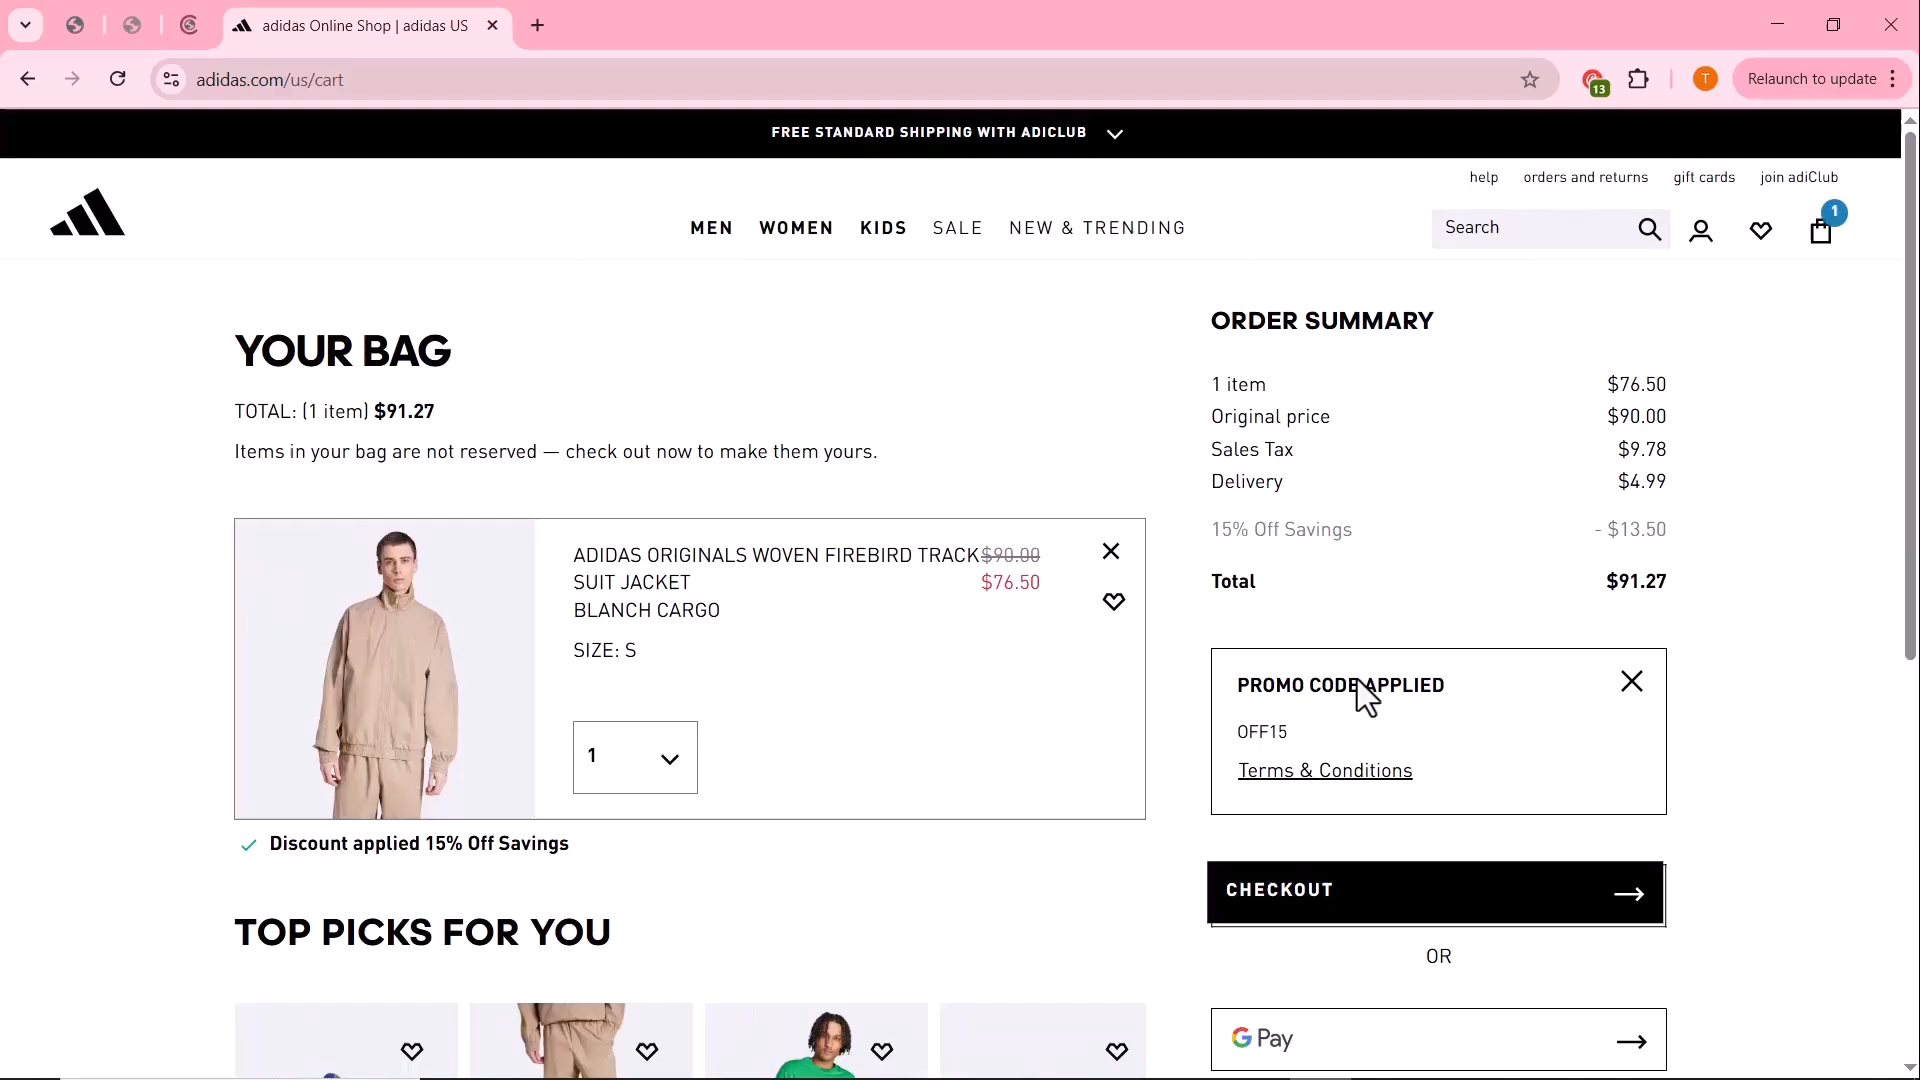 adidas Online Shop | adidas US
adidas.com/us/cart
13
T
Relaunch to update
FREE STANDARD SHIPPING WITH ADICLUB
help orders and returns gift cards join adiClub
MEN WOMEN KIDS SALE NEW & TRENDING
Search
1
YOUR BAG
TOTAL: (1 item) $91.27
Items in your bag are not reserved — check out now to make them yours.
ADIDAS ORIGINALS WOVEN FIREBIRD TRACK $90.00
SUIT JACKET $76.50
BLANCH CARGO
SIZE: S
1
Discount applied 15% Off Savings
TOP PICKS FOR YOU
ORDER SUMMARY
1 item $76.50
Original price $90.00
Sales Tax $9.78
Delivery $4.99
15% Off Savings - $13.50
Total $91.27
PROMO CODE APPLIED
OFF15
Terms & Conditions
CHECKOUT
OR
G Pay